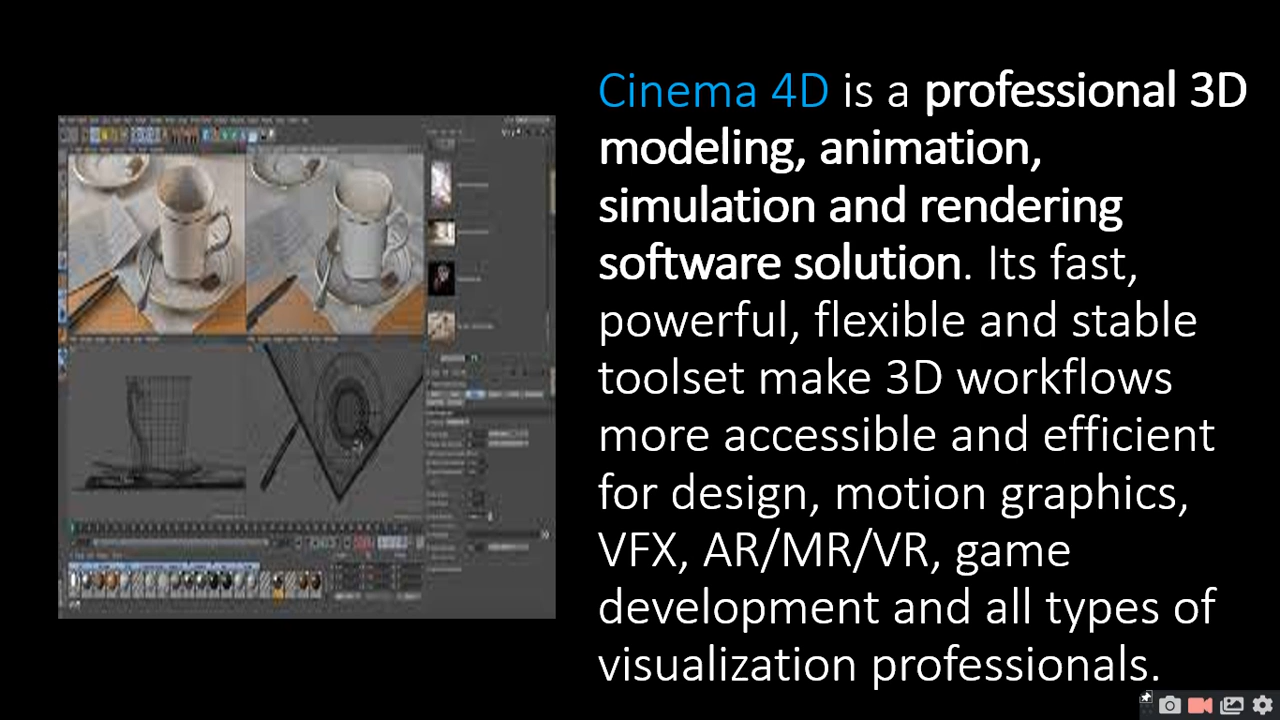 Cinema 4D is a professional 3D
modeling, animation,
simulation and rendering
software solution. Its fast,
powerful, flexible and stable
toolset make 3D workflows
more accessible and efficient
for design, motion graphics,
VFX, AR/MR/VR, game
development and all types of
visualization professionals.